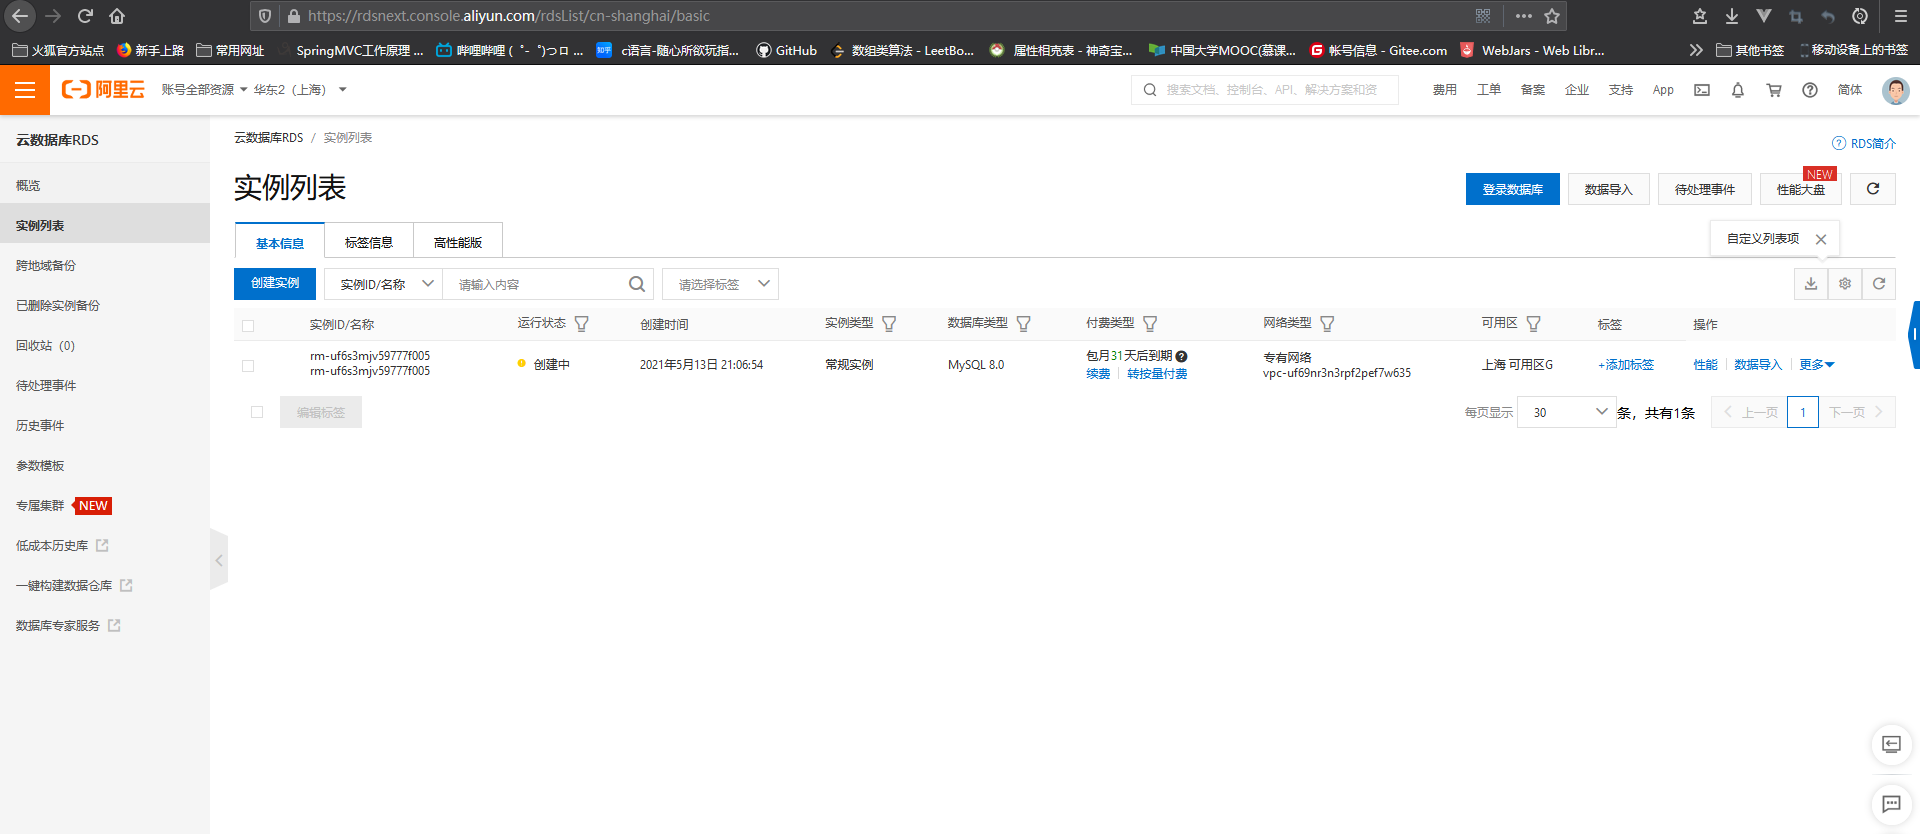 https://rdsnext.console.aliyun.com/rdsList/cn-shanghai/basic
火狐官方站点 新手上路 常用网址 SpringMVC工作原理 ... 哔哩哔哩 ( ゜- ゜)つロ ... 知乎 c语言-随心所欲玩指... GitHub 数组类算法 - LeetBo... 属性相克表 - 神奇宝... 中国大学MOOC(慕课... 帐号信息 - Gitee.com WebJars - Web Libr... 其他书签 移动设备上的书签
阿里云 账号全部资源 华东2（上海） 搜索文档、控制台、API、解决方案和资 费用 工单 备案 企业 支持 App 简体
云数据库RDS
概览
实例列表
跨地域备份
已删除实例备份
回收站（0）
待处理事件
历史事件
参数模板
专属集群 NEW
低成本历史库
一键构建数据仓库
数据库专家服务
云数据库RDS / 实例列表
RDS简介
实例列表
登录数据库 数据导入 待处理事件 性能大盘 NEW
基本信息 标签信息 高性能版
自定义列表项
创建实例 实例ID/名称 请输入内容 请选择标签
实例ID/名称 运行状态 创建时间 实例类型 数据库类型 付费类型 网络类型 可用区 标签 操作
rm-uf6s3mjv59777f005
rm-uf6s3mjv59777f005
创建中 2021年5月13日 21:06:54 常规实例 MySQL 8.0
包月31天后到期
续费 转按量付费
专有网络
vpc-uf69nr3n3rpf2pef7w635
上海 可用区G +添加标签 性能 数据导入 更多
编辑标签 每页显示 30 条，共有1条 上一页 1 下一页